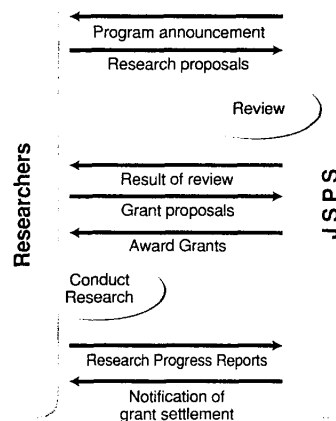 Program announcement
Research proposals
Review
Researchers
JSPS
Result of review
Grant proposals
Award Grants
Conduct
Research
Research Progress Reports
Notification of
grant settlement